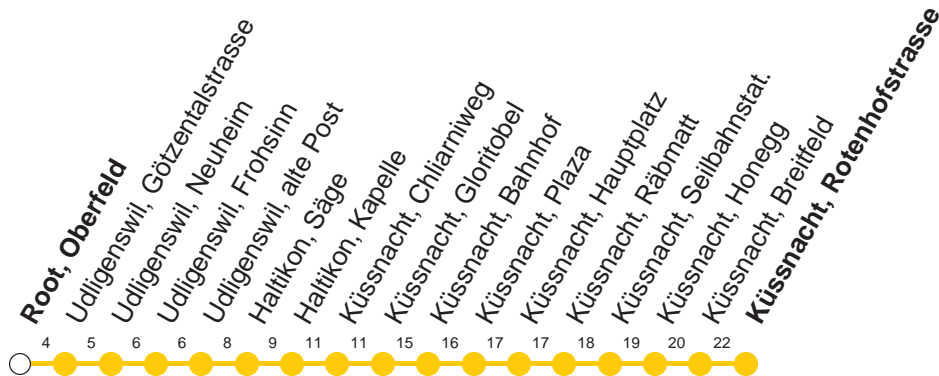 Root, Oberfeld
Udligenswil, Götzentalstrasse
Udligenswil, Neuheim
Udligenswil, Frohsinn
Udligenswil, alte Post
Haltikon, Säge
Haltikon, Kapelle
Küssnacht, Chliarniweg
Küssnacht, Gloritobel
Küssnacht, Bahnhof
Küssnacht, Plaza
Küssnacht, Hauptplatz
Küssnacht, Räbmatt
Küssnacht, Seilbahnstat.
Küssnacht, Honegg
Küssnacht, Breitfeld
Küssnacht, Rotenhofstrasse
4 5 6 6 8 9 11 11 15 16 17 17 18 19 20 22